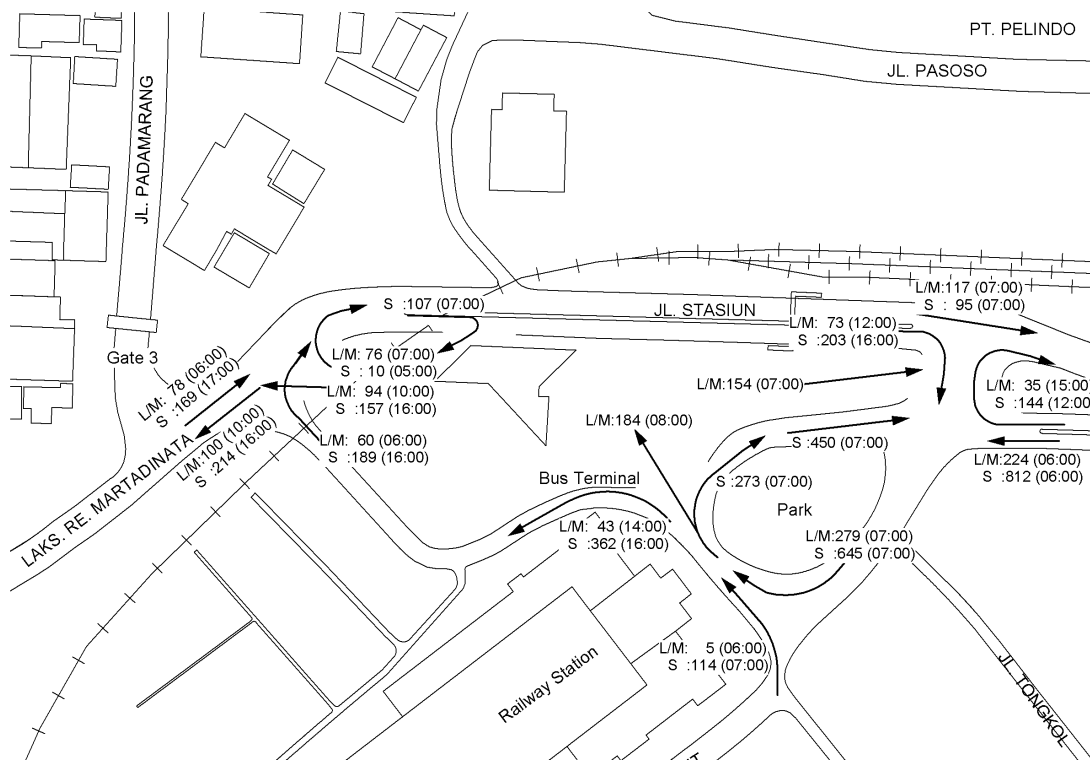 PT. PELINDO
JL. PASOSO
JL. PADAMARANG
L/M:117 (07:00)
S : 95 (07:00)
S :107 (07:00)
JL. STASIUN
L/M: 73 (12:00)
S :203 (16:00)
Gate 3
L/M: 76 (07:00)
S : 10 (05:00)
L/M: 78 (06:00)
S :169 (17:00)
L/M: 94 (10:00)
S :157 (16:00)
L/M:154 (07:00)
L/M: 35 (15:00)
S :144 (12:00
L/M:184 (08:00)
L/M: 60 (06:00)
S :189 (16:00)
S :450 (07:00)
L/M:100 (10:00)
S :214 (16:00)
L/M:224 (06:00)
S :812 (06:00)
LAKS. RE. MARTADINATA
Bus Terminal
S :273 (07:00)
Park
L/M: 43 (14:00)
S :362 (16:00)
L/M:279 (07:00)
S :645 (07:00)
L/M: 5 (06:00)
S :114 (07:00)
Railway Station
JL. TONGKOL